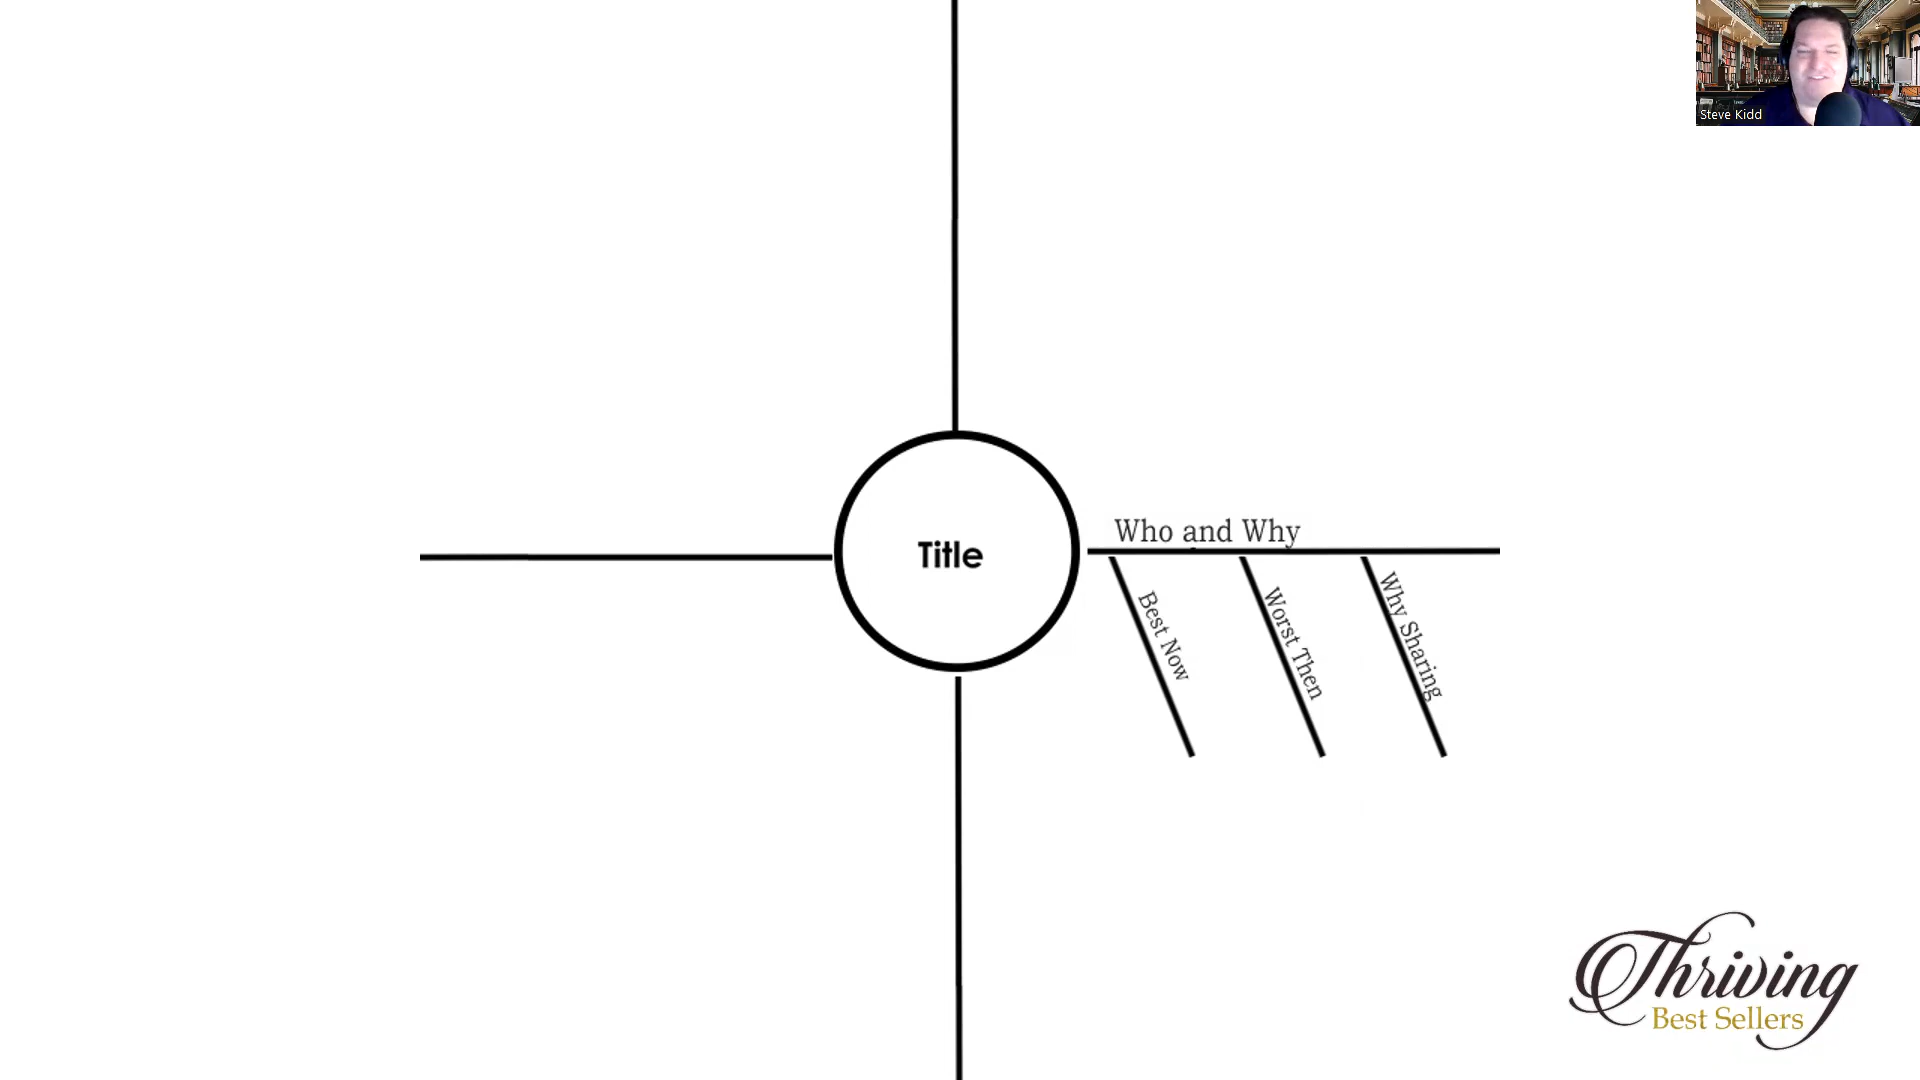 Steve Kidd
Title
Who and Why
Best Now
Worst Then
Why Sharing
Thriving
Best Sellers